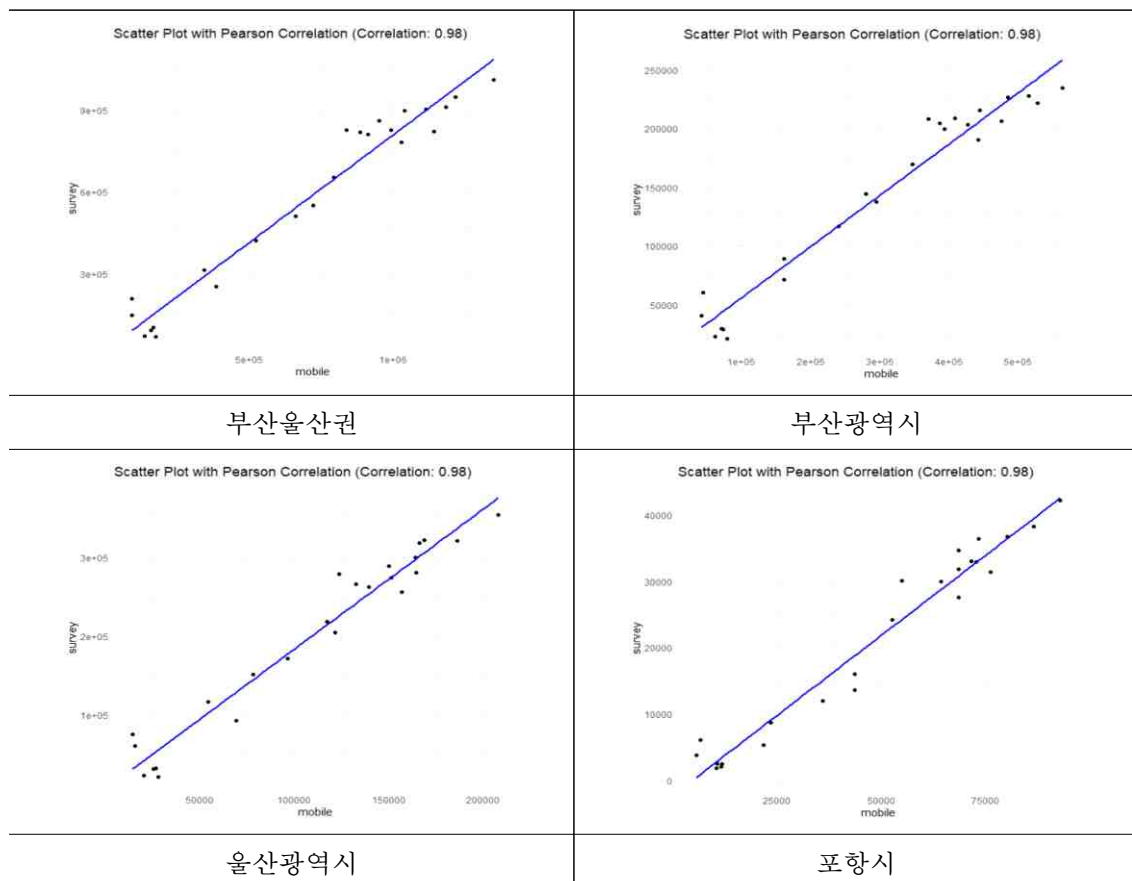 Scatter Plot with Pearson Correlation (Correlation: 0.98)
survey
9e+05
6e+05
3e+05
5e+05
1e+06
mobile
부산울산권
Scatter Plot with Pearson Correlation (Correlation: 0.98)
survey
250000
200000
150000
100000
50000
1e+05
2e+05
3e+05
4e+05
5e+05
mobile
부산광역시
Scatter Plot with Pearson Correlation (Correlation: 0.98)
survey
3e+05
2e+05
1e+05
50000
100000
150000
200000
mobile
울산광역시
Scatter Plot with Pearson Correlation (Correlation: 0.98)
survey
40000
30000
20000
10000
0
25000
50000
75000
mobile
포항시